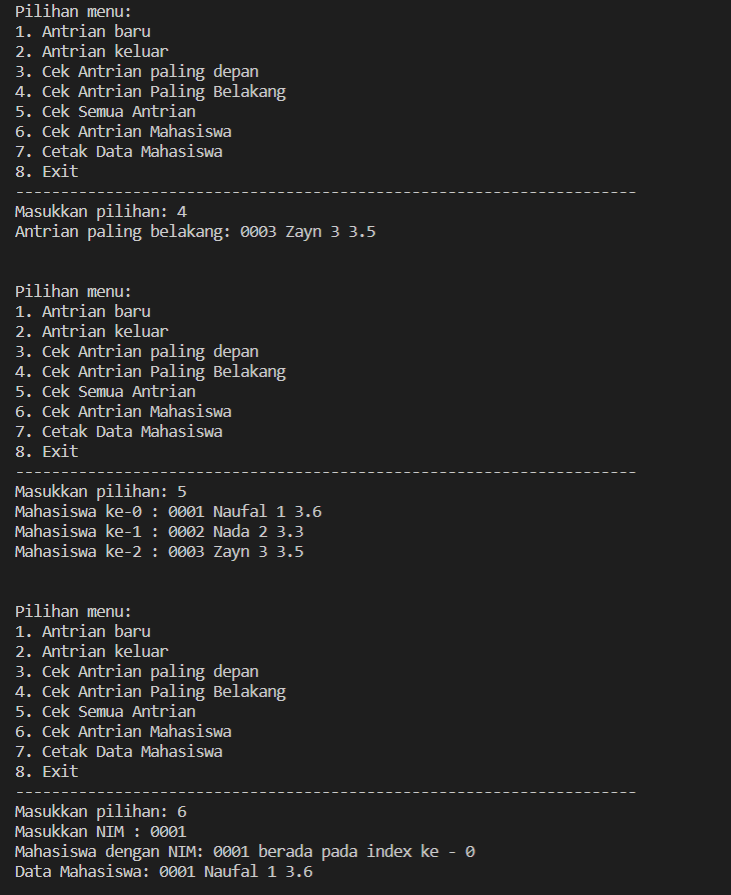 Pilihan menu:
1. Antrian baru
2. Antrian keluar
3. Cek Antrian paling depan
4. Cek Antrian Paling Belakang
5. Cek Semua Antrian
6. Cek Antrian Mahasiswa
7. Cetak Data Mahasiswa
8. Exit
---------------------------------------------------------------------
Masukkan pilihan: 4
Antrian paling belakang: 0003 Zayn 3 3.5
Pilihan menu:
1. Antrian baru
2. Antrian keluar
3. Cek Antrian paling depan
4. Cek Antrian Paling Belakang
5. Cek Semua Antrian
6. Cek Antrian Mahasiswa
7. Cetak Data Mahasiswa
8. Exit
---------------------------------------------------------------------
Masukkan pilihan: 5
Mahasiswa ke-0 : 0001 Naufal 1 3.6
Mahasiswa ke-1 : 0002 Nada 2 3.3
Mahasiswa ke-2 : 0003 Zayn 3 3.5
Pilihan menu:
1. Antrian baru
2. Antrian keluar
3. Cek Antrian paling depan
4. Cek Antrian Paling Belakang
5. Cek Semua Antrian
6. Cek Antrian Mahasiswa
7. Cetak Data Mahasiswa
8. Exit
---------------------------------------------------------------------
Masukkan pilihan: 6
Masukkan NIM : 0001
Mahasiswa dengan NIM: 0001 berada pada index ke - 0
Data Mahasiswa: 0001 Naufal 1 3.6